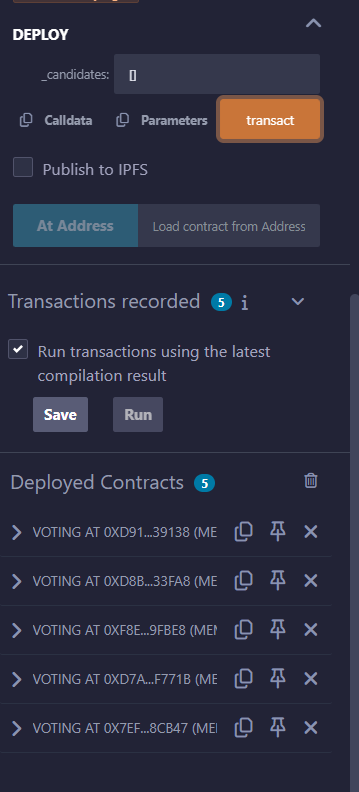 DEPLOY
_candidates: []
Calldata Parameters transact
Publish to IPFS
At Address Load contract from Address
Transactions recorded 5 i
Run transactions using the latest
compilation result
Save Run
Deployed Contracts 5
VOTING AT 0XD91...39138 (ME
VOTING AT 0XD8B...33FA8 (ME
VOTING AT 0XF8E...9FBE8 (MEM
VOTING AT 0XD7A...F771B (ME
VOTING AT 0X7EF...8CB47 (MEI